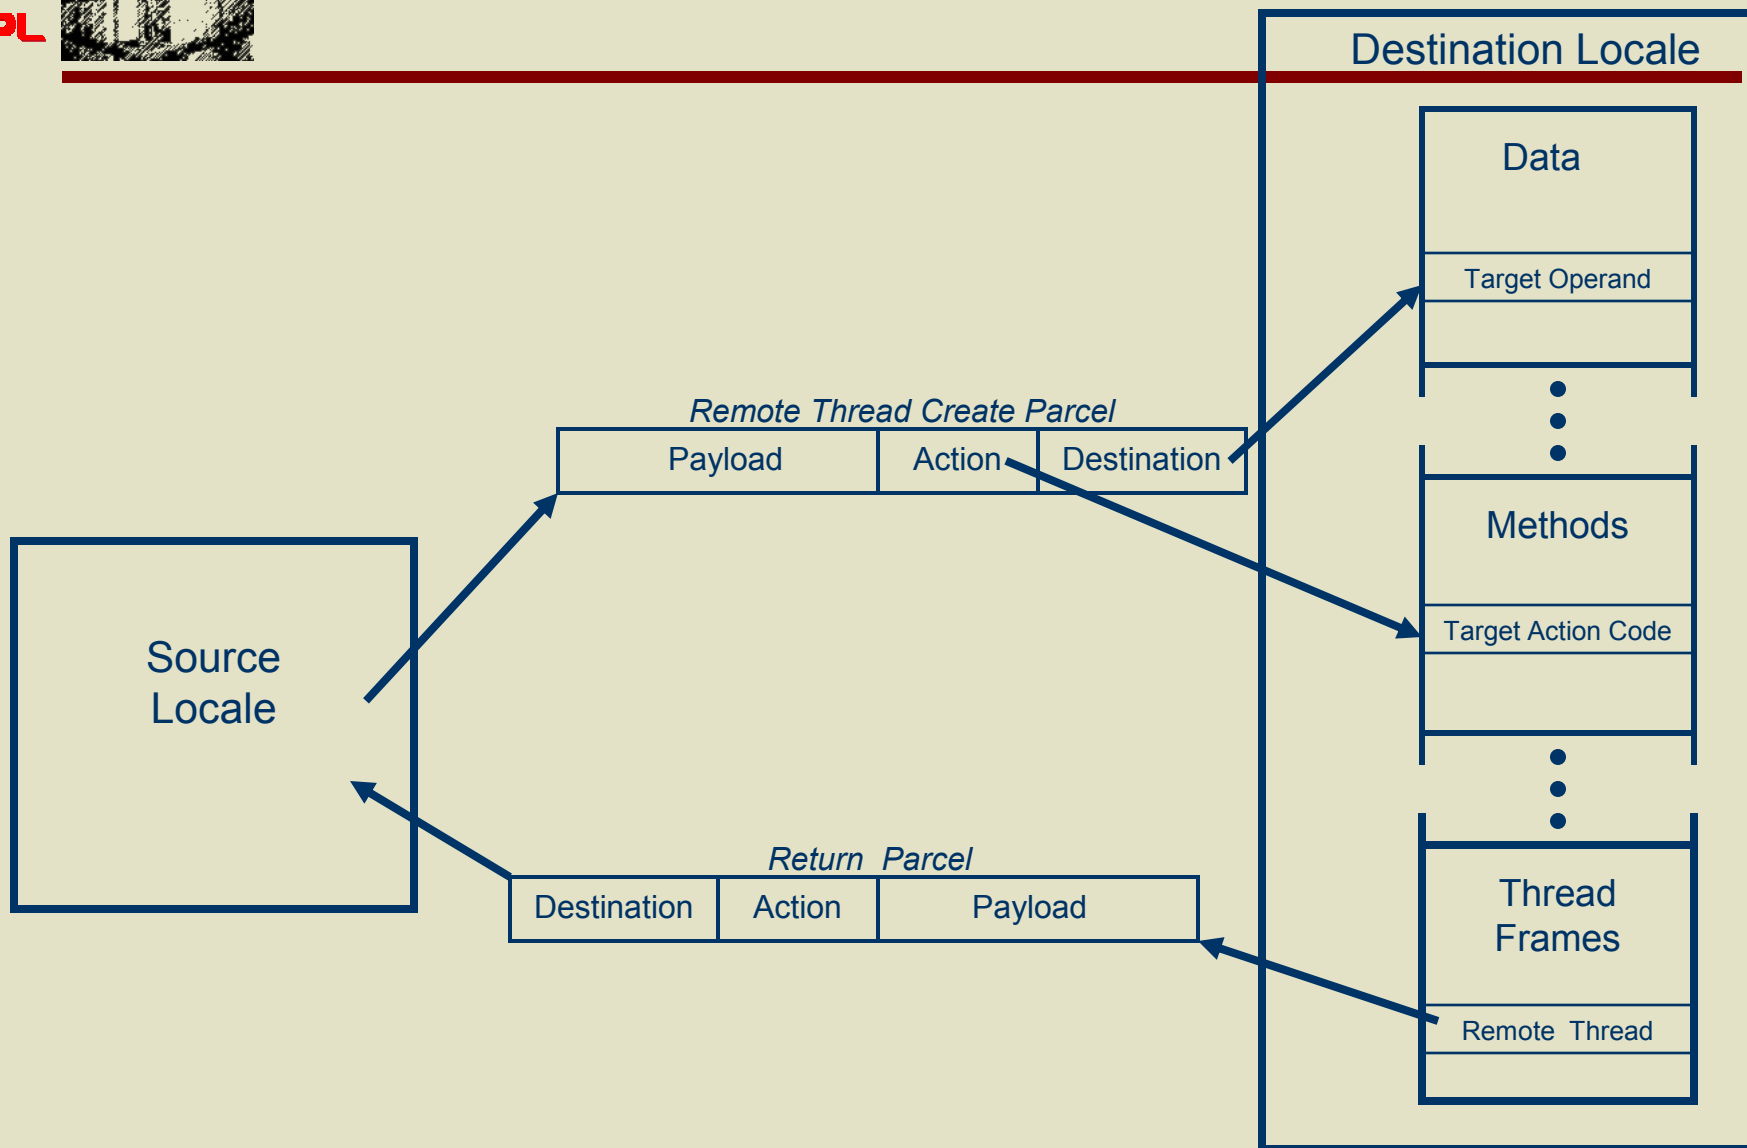 PL
Destination Locale
Data
Target Operand
Remote Thread Create Parcel
Payload Action Destination
Methods
Target Action Code
Source
Locale
Return Parcel
Destination Action Payload
Thread
Frames
Remote Thread